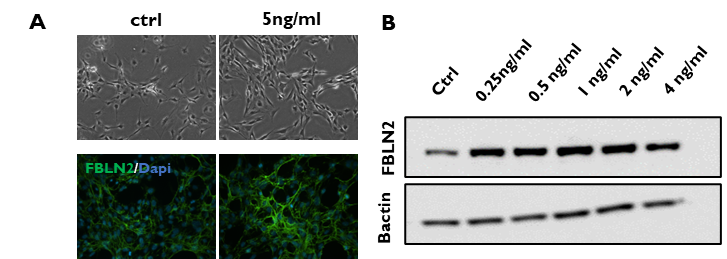 A
ctrl
5ng/ml
FBLN2/Dapi
B
Ctrl
0.25ng/ml
0.5 ng/ml
1 ng/ml
2 ng/ml
4 ng/ml
FBLN2
Bactin